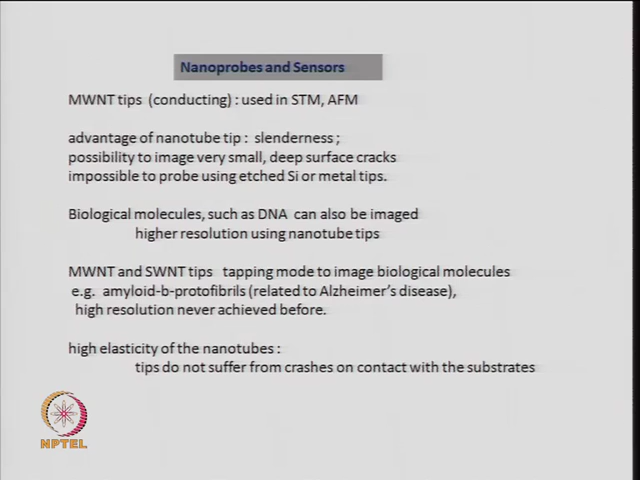 Nanoprobes and Sensors
MWNT tips (conducting) : used in STM, AFM
advantage of nanotube tip : slenderness ;
possibility to image very small, deep surface cracks
impossible to probe using etched Si or metal tips.
Biological molecules, such as DNA can also be imaged
higher resolution using nanotube tips
MWNT and SWNT tips tapping mode to image biological molecules
e.g. amyloid-b-protofibrils (related to Alzheimer's disease),
high resolution never achieved before.
high elasticity of the nanotubes :
tips do not suffer from crashes on contact with the substrates
NPTEL